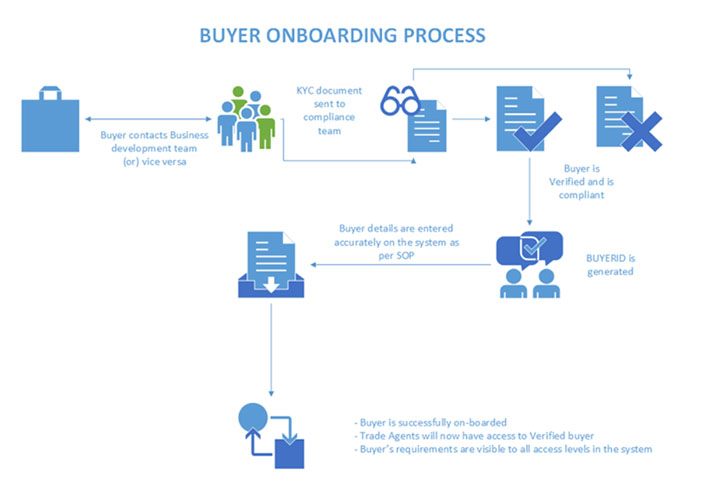 BUYER ONBOARDING PROCESS
KYC document
sent to
compliance
team
Buyer contacts Business
development team
(or) vice versa
Buyer is
Verified and is
compliant
Buyer details are entered
accurately on the system as
per SOP
BUYERID is
generated
- Buyer is successfully on-boarded
- Trade Agents will now have access to Verified buyer
- Buyer's requirements are visible to all access levels in the system